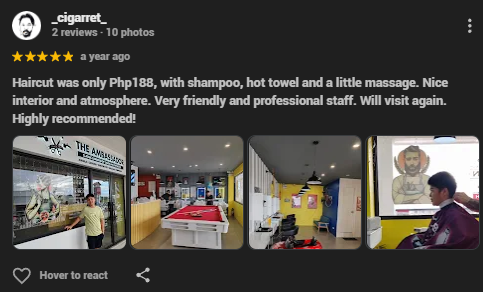 _cigarret_
2 reviews · 10 photos
a year ago
Haircut was only Php188, with shampoo, hot towel and a little massage. Nice
interior and atmosphere. Very friendly and professional staff. Will visit again.
Highly recommended!
THE AMBASSADOR
Hover to react